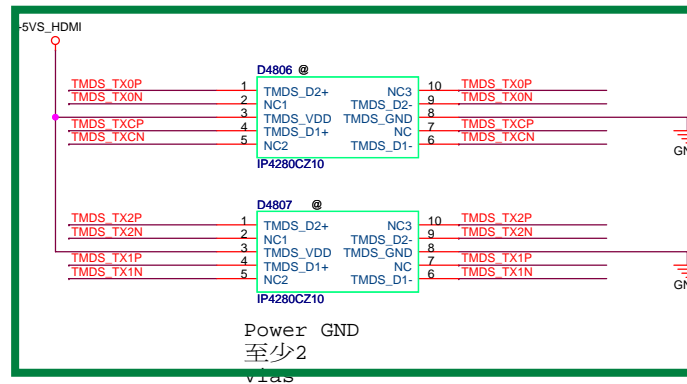 +5VS_HDMI
D4806 @
TMDS_TX0P 1 TMDS_D2+ NC3 10 TMDS_TX0P
TMDS_TX0N 2 NC1 TMDS_D2- 9 TMDS_TX0N
3 TMDS_VDD TMDS_GND 8
TMDS_TXCP 4 TMDS_D1+ NC 7 TMDS_TXCP
TMDS_TXCN 5 NC2 TMDS_D1- 6 TMDS_TXCN
GN
IP4280CZ10
D4807 @
TMDS_TX2P 1 TMDS_D2+ NC3 10 TMDS_TX2P
TMDS_TX2N 2 NC1 TMDS_D2- 9 TMDS_TX2N
3 TMDS_VDD TMDS_GND 8
TMDS_TX1P 4 TMDS_D1+ NC 7 TMDS_TX1P
TMDS_TX1N 5 NC2 TMDS_D1- 6 TMDS_TX1N
GN
IP4280CZ10
Power GND
至少2
vias